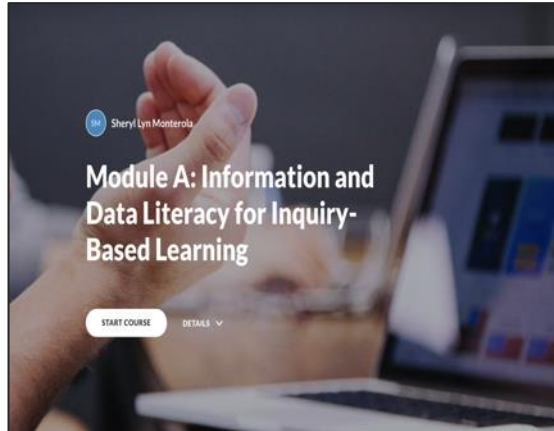 SM Sheryl Lyn Monterola
Module A: Information and
Data Literacy for Inquiry-
Based Learning
START COURSE DETAILS